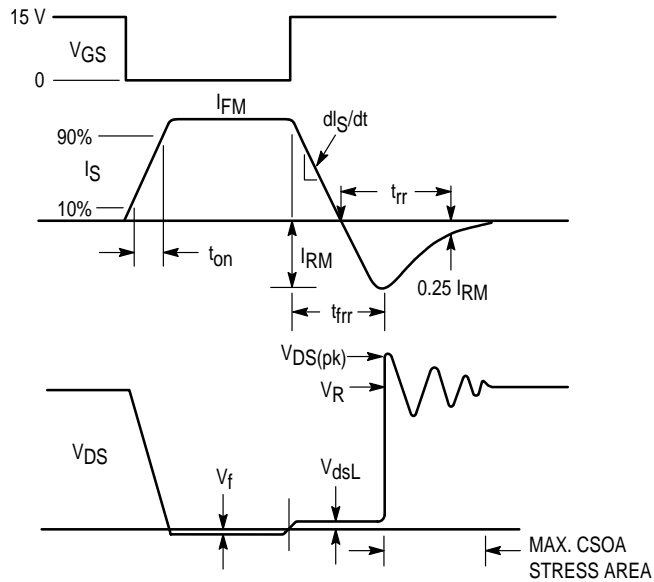 15 V
VGS
0
IFM
90%
dIS/dt
IS
trr
10%
ton
IRM
0.25 IRM
tfrr
VDS(pk)
VR
VDS
Vf
VdsL
MAX. CSOA
STRESS AREA